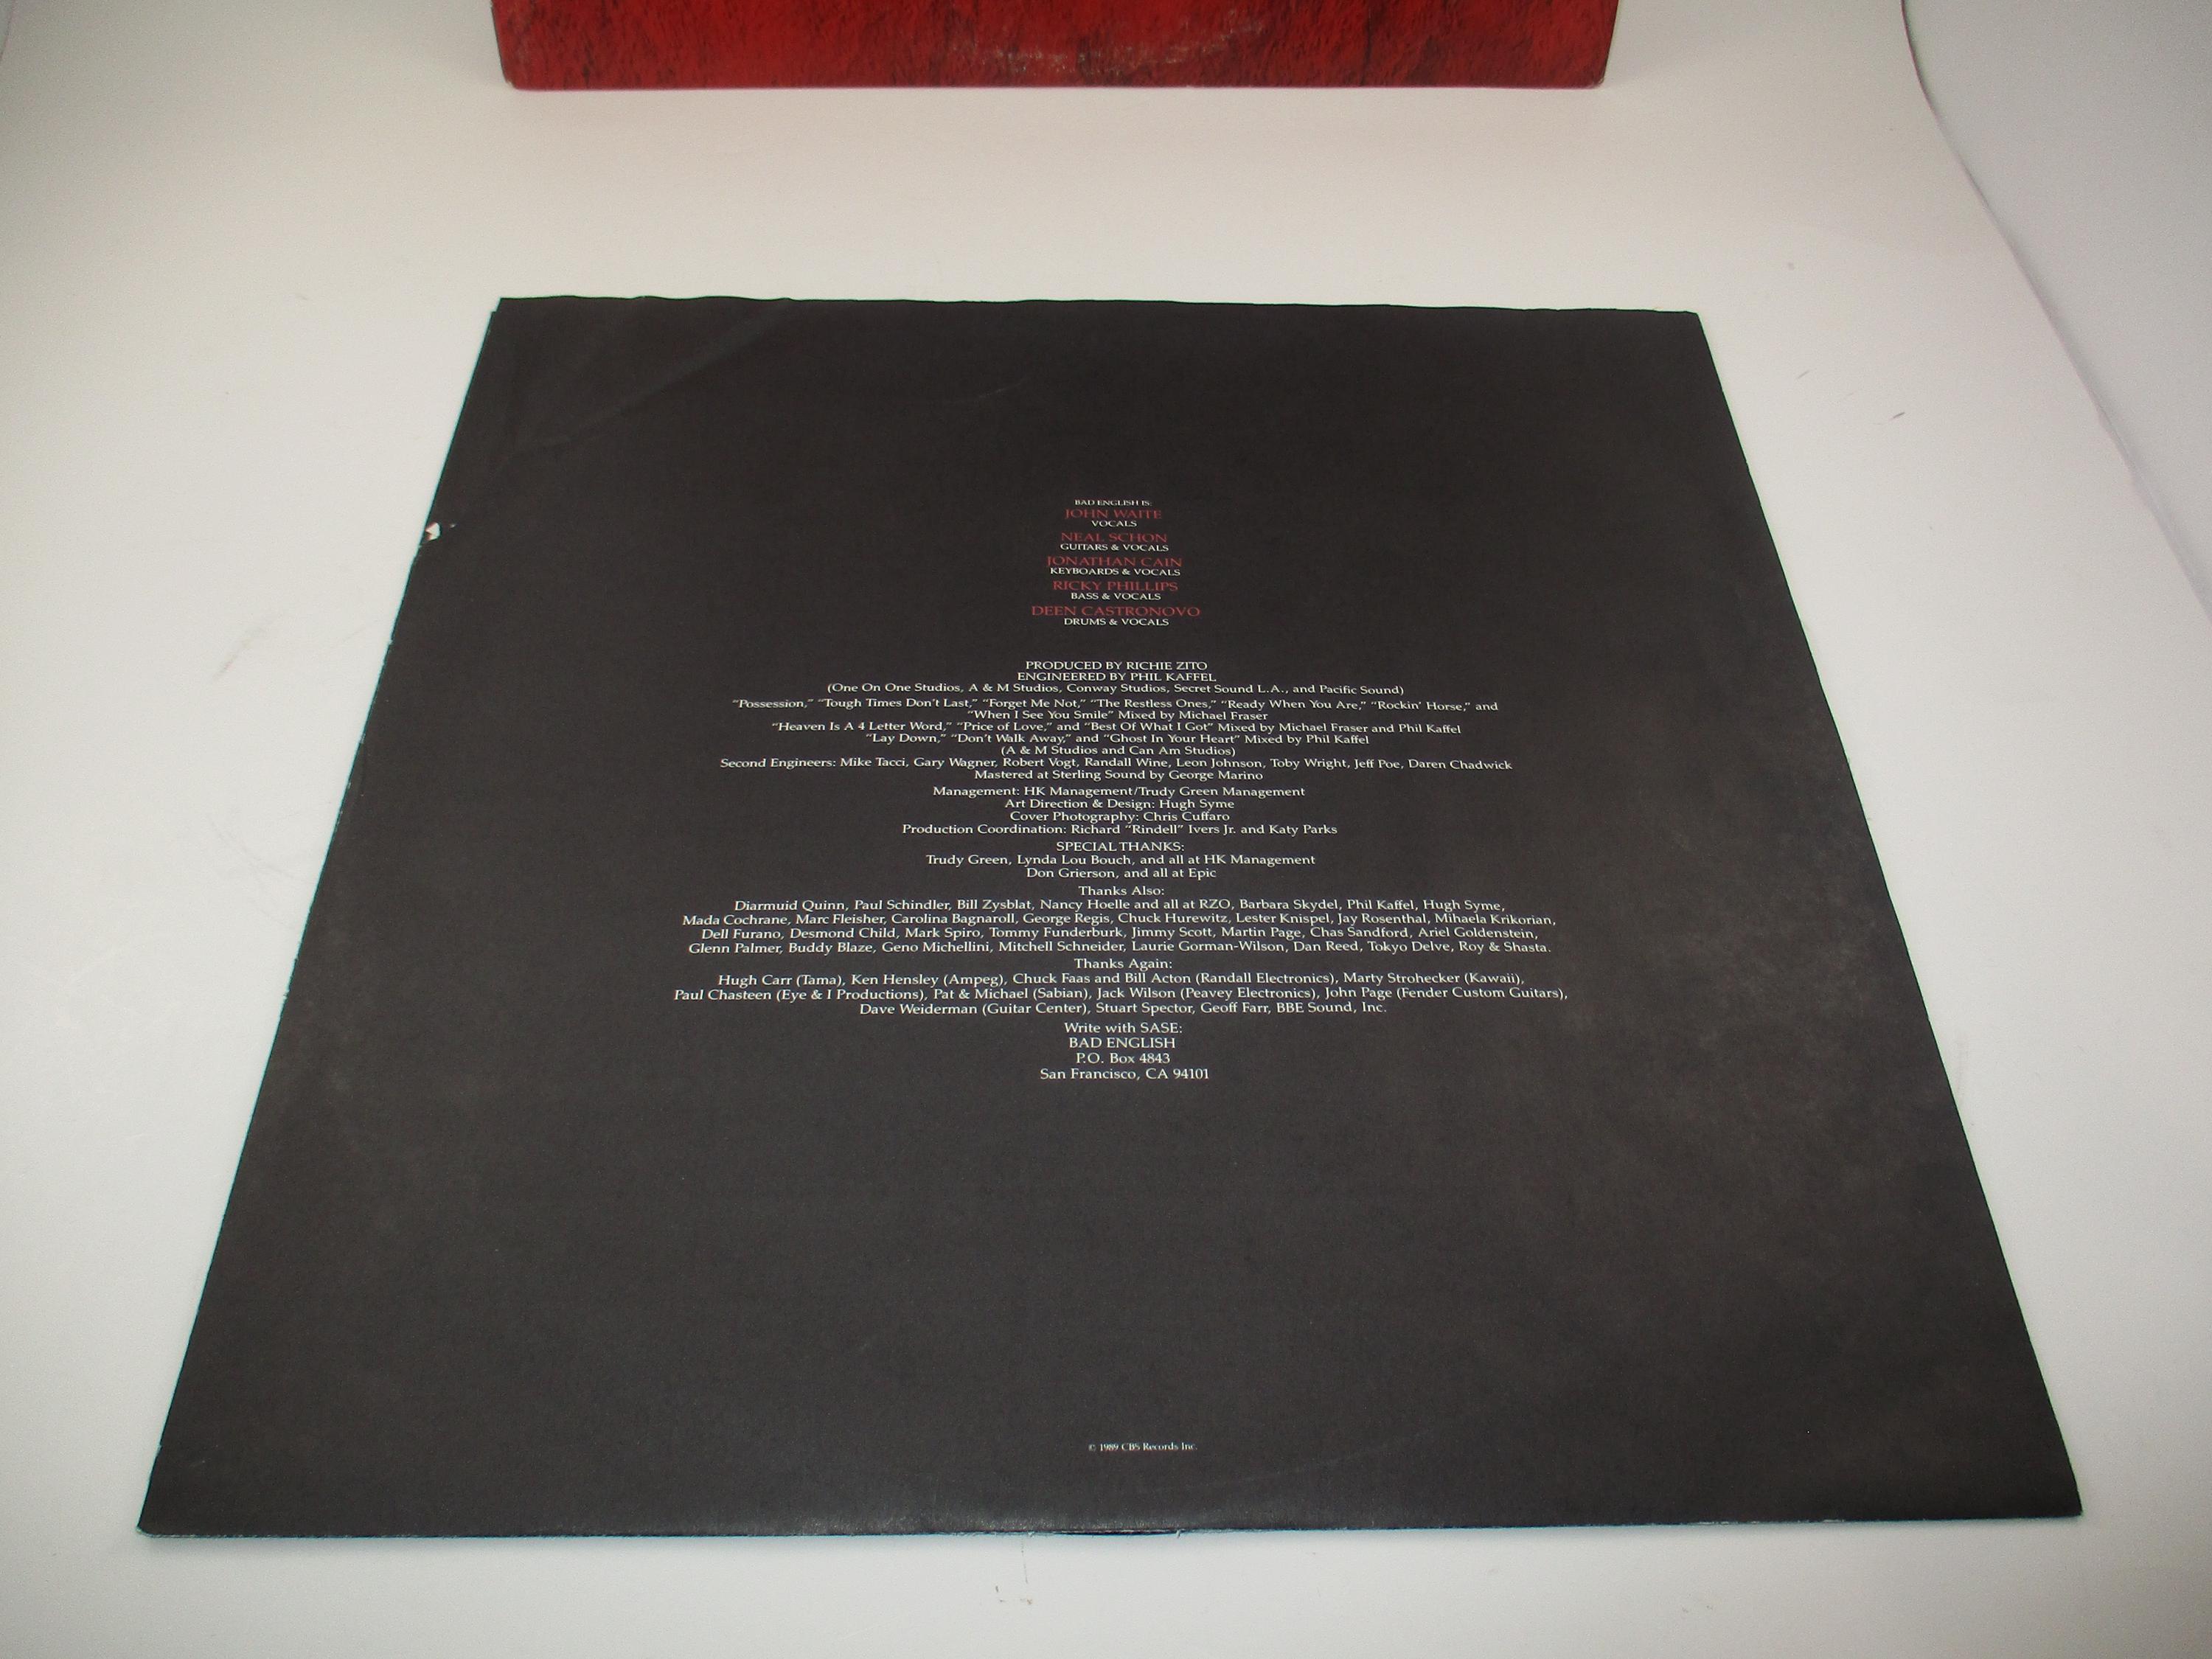 BAD ENGLISH IS:
JOHN WAITE
VOCALS
NEAL SCHON
GUITARS & VOCALS
JONATHAN CAIN
KEYBOARDS & VOCALS
RICKY PHILLIPS
BASS & VOCALS
DEEN CASTRONOVO
DRUMS & VOCALS
PRODUCED BY RICHIE ZITO
ENGINEERED BY PHIL KAFFEL
(One On One Studios, A & M Studios, Conway Studios, Secret Sound L.A., and Pacific Sound)
“Possession,” “Tough Times Don’t Last,” “Forget Me Not,” “The Restless Ones,” “Ready When You Are,” “Rockin’ Horse,” and
“When I See You Smile” Mixed by Michael Fraser
“Heaven Is A 4 Letter Word,” “Price of Love,” and “Best Of What I Got” Mixed by Michael Fraser and Phil Kaffel
“Lay Down,” “Don’t Walk Away,” and “Ghost In Your Heart” Mixed by Phil Kaffel
(A & M Studios and Can Am Studios)
Second Engineers: Mike Tacci, Gary Wagner, Robert Vogt, Randall Wine, Leon Johnson, Toby Wright, Jeff Poe, Daren Chadwick
Mastered at Sterling Sound by George Marino
Management: HK Management/Trudy Green Management
Art Direction & Design: Hugh Syme
Cover Photography: Chris Cuffaro
Production Coordination: Richard “Rindell” Ivers Jr. and Katy Parks
SPECIAL THANKS:
Trudy Green, Lynda Lou Bouch, and all at HK Management
Don Grierson, and all at Epic
Thanks Also:
Diarmuid Quinn, Paul Schindler, Bill Zysblat, Nancy Hoelle and all at RZO, Barbara Skydel, Phil Kaffel, Hugh Syme,
Mada Cochrane, Marc Fleisher, Carolina Bagnaroll, George Regis, Chuck Hurewitz, Lester Knispel, Jay Rosenthal, Mihaela Krikorian,
Dell Furano, Desmond Child, Mark Spiro, Tommy Funderburk, Jimmy Scott, Martin Page, Chas Sandford, Ariel Goldenstein,
Glenn Palmer, Buddy Blaze, Geno Michellini, Mitchell Schneider, Laurie Gorman-Wilson, Dan Reed, Tokyo Delve, Roy & Shasta.
Thanks Again:
Hugh Carr (Tama), Ken Hensley (Ampeg), Chuck Faas and Bill Acton (Randall Electronics), Marty Strohecker (Kawaii),
Paul Chasteen (Eye & I Productions), Pat & Michael (Sabian), Jack Wilson (Peavey Electronics), John Page (Fender Custom Guitars),
Dave Weiderman (Guitar Center), Stuart Spector, Geoff Farr, BBE Sound, Inc.
Write with SASE:
BAD ENGLISH
P.O. Box 4843
San Francisco, CA 94101
© 1989 CBS Records Inc.